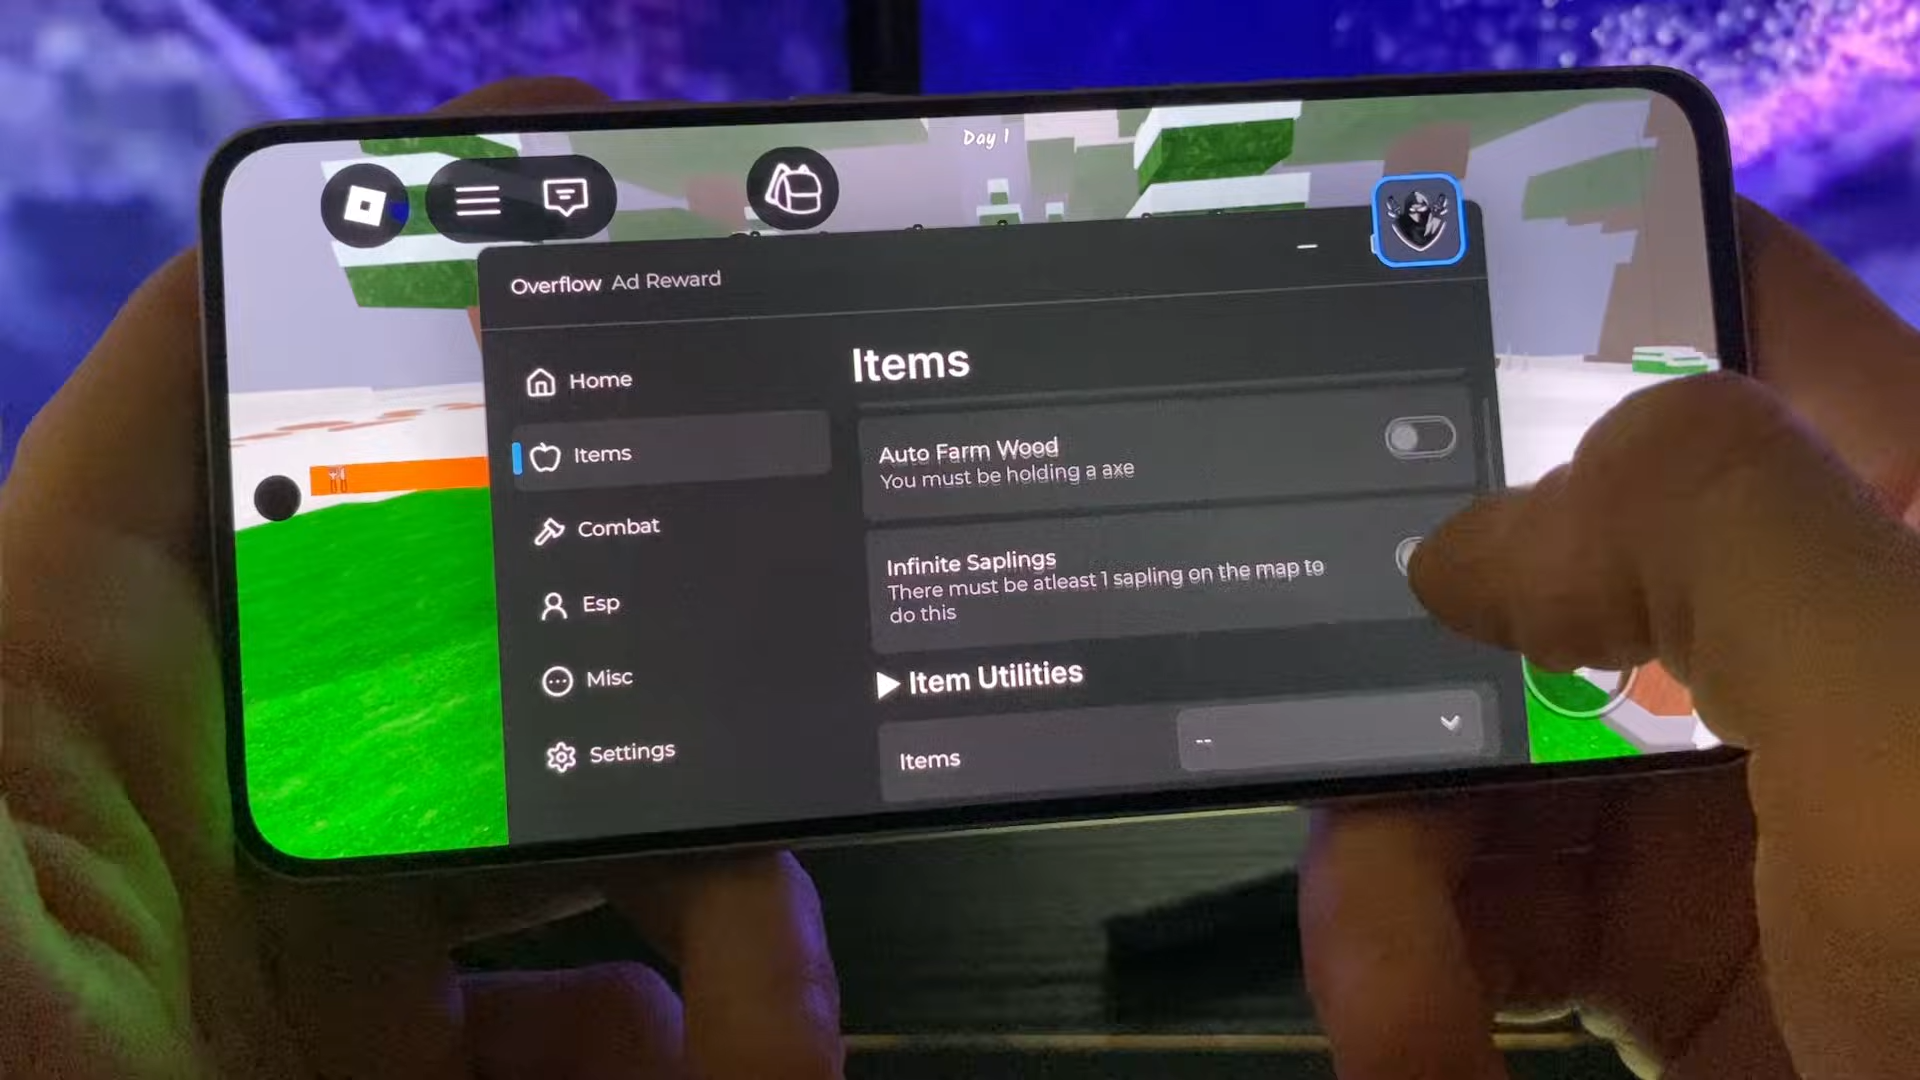 Day 1
Overflow Ad Reward
Home
Items
Combat
Esp
Misc
Settings
Items
Auto Farm Wood
You must be holding a axe
Infinite Saplings
There must be atleast 1 sapling on the map to
do this
▶ Item Utilities
Items
--